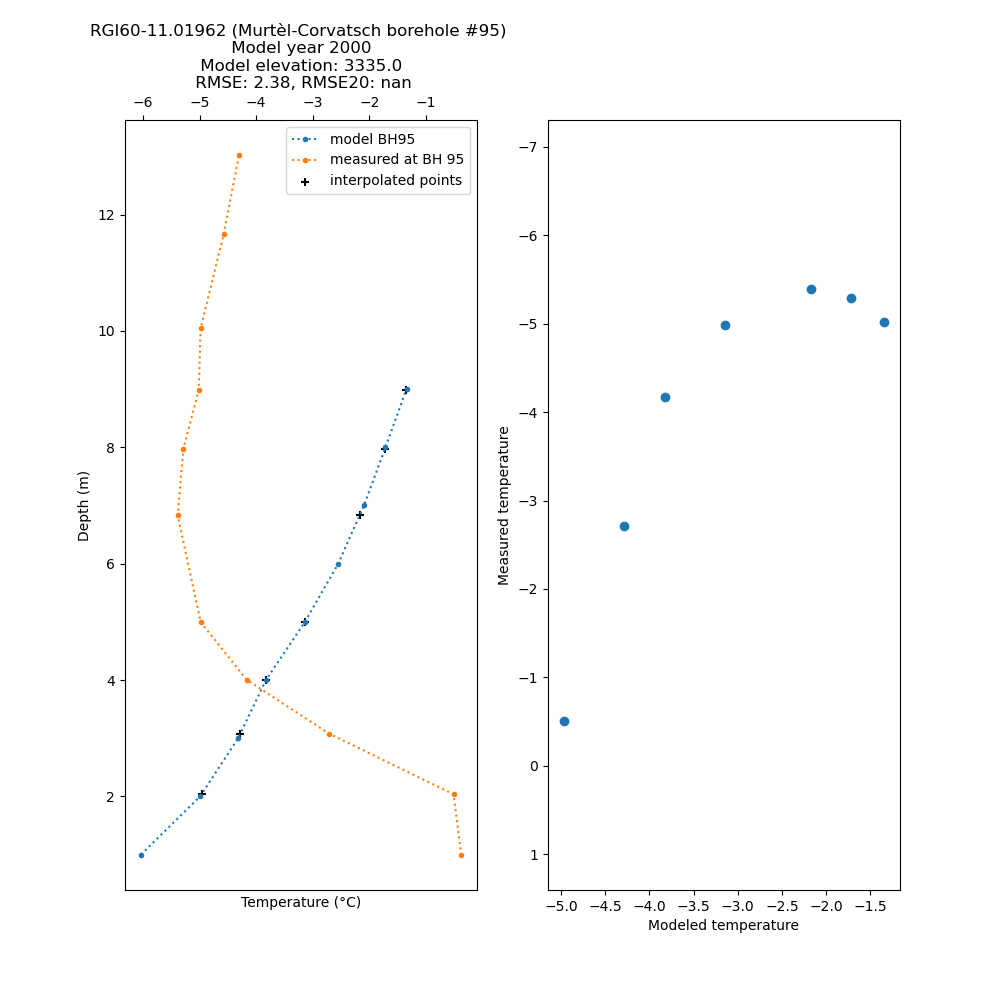 RGI60-11.01962 (Murtèl-Corvatsch borehole #95)
Model year 2000
Model elevation: 3335.0
RMSE: 2.38, RMSE20: nan
−6 −5 −4 −3 −2 −1
model BH95
measured at BH 95
interpolated points
12
10
8
6
4
2
Depth (m)
Temperature (°C)
−7
−6
−5
−4
−3
−2
−1
0
1
Measured temperature
−5.0 −4.5 −4.0 −3.5 −3.0 −2.5 −2.0 −1.5
Modeled temperature